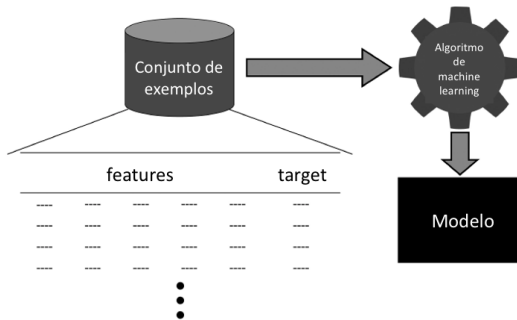 Conjunto de
exemplos
Algoritmo
de
machine
learning
features target
---- ---- ---- ---- ---- ----
---- ---- ---- ---- ---- ----
---- ---- ---- ---- ---- ----
---- ---- ---- ---- ---- ----
Modelo